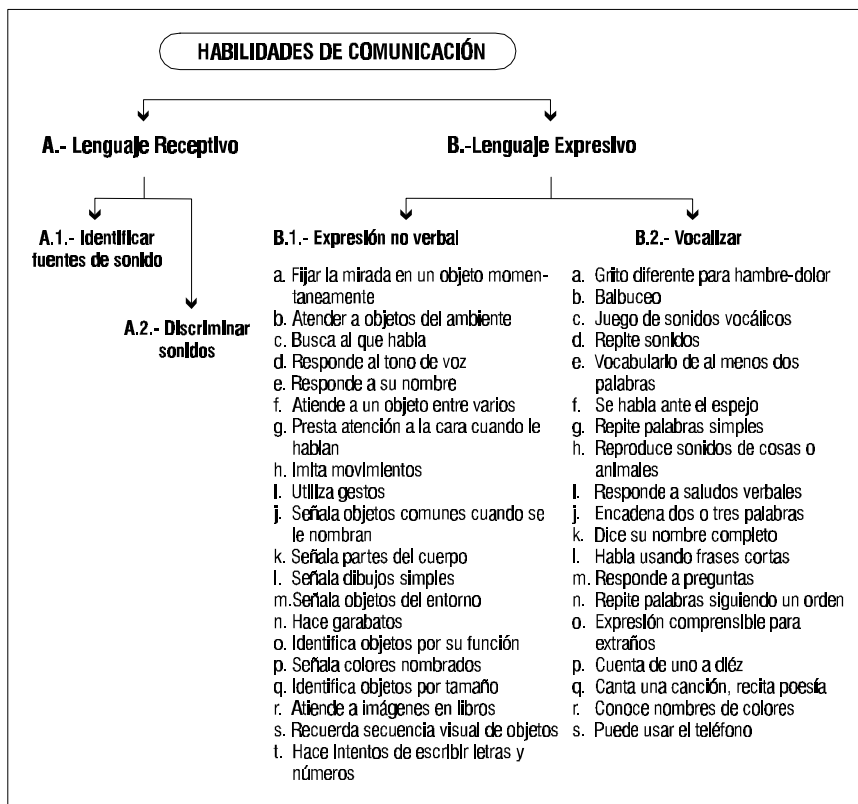 HABILIDADES DE COMUNICACIÓN
A.- Lenguaje Receptivo
A.1.- Identificar
fuentes de sonido
A.2.- Discriminar
sonidos
B.-Lenguaje Expresivo
B.1.- Expresión no verbal
a. Fijar la mirada en un objeto momen-
taneamente
b. Atender a objetos del ambiente
c. Busca al que habla
d. Responde al tono de voz
e. Responde a su nombre
f. Atiende a un objeto entre varios
g. Presta atención a la cara cuando le
hablan
h. Imita movimientos
i. Utiliza gestos
j. Señala objetos comunes cuando se
le nombran
k. Señala partes del cuerpo
l. Señala dibujos simples
m.Señala objetos del entorno
n. Hace garabatos
o. Identifica objetos por su función
p. Señala colores nombrados
q. Identifica objetos por tamaño
r. Atiende a imágenes en libros
s. Recuerda secuencia visual de objetos
t. Hace intentos de escribir letras y
números
B.2.- Vocalizar
a. Grito diferente para hambre-dolor
b. Balbuceo
c. Juego de sonidos vocálicos
d. Repite sonidos
e. Vocabulario de al menos dos
palabras
f. Se habla ante el espejo
g. Repite palabras simples
h. Reproduce sonidos de cosas o
animales
i. Responde a saludos verbales
j. Encadena dos o tres palabras
k. Dice su nombre completo
l. Habla usando frases cortas
m. Responde a preguntas
n. Repite palabras siguiendo un orden
o. Expresión comprensible para
extraños
p. Cuenta de uno a diéz
q. Canta una canción, recita poesía
r. Conoce nombres de colores
s. Puede usar el teléfono